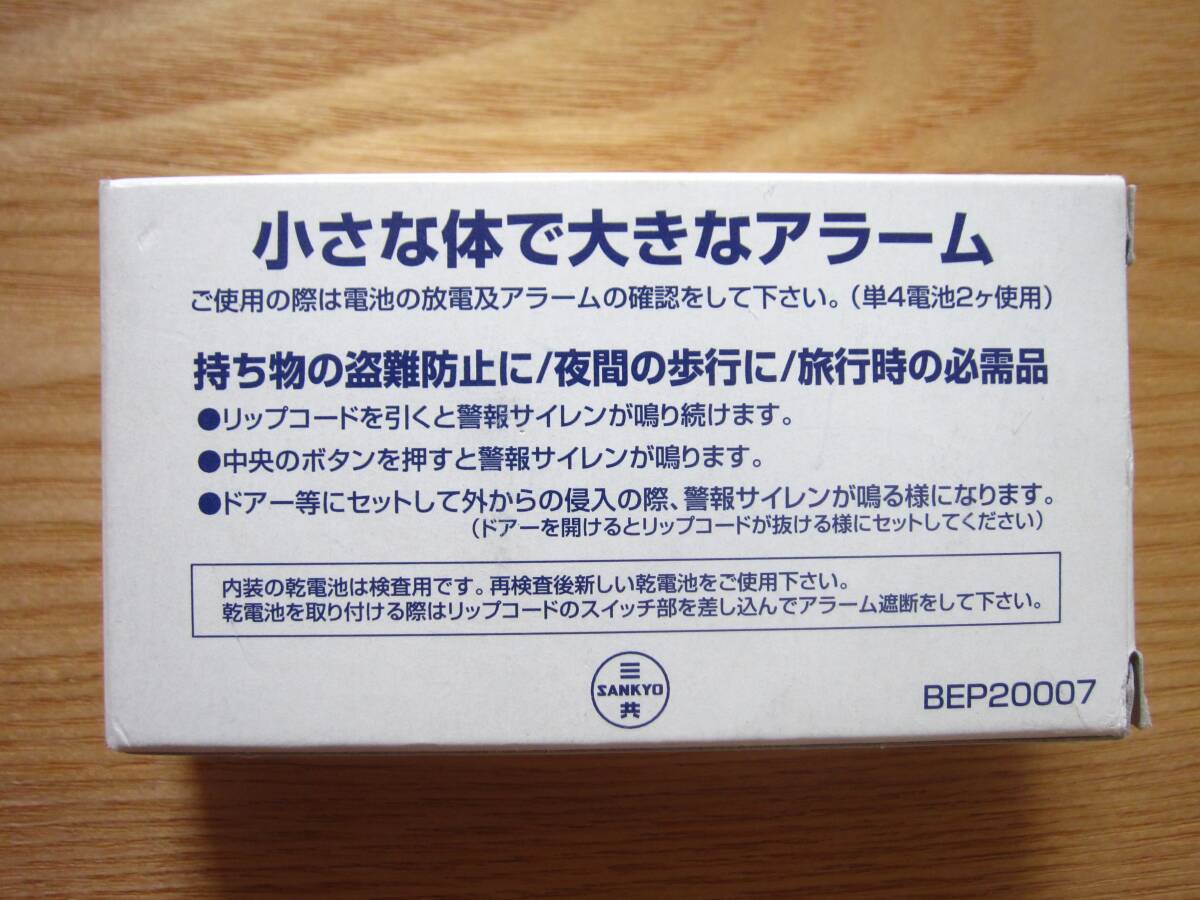 小さな体で大きなアラーム
ご使用の際は電池の放電及アラームの確認をして下さい。(単4電池2ヶ使用)
持ち物の盗難防止に/夜間の歩行に/旅行時の必需品
●リップコードを引くと警報サイレンが鳴り続けます。
●中央のボタンを押すと警報サイレンが鳴ります。
●ドアー等にセットして外からの侵入の際、警報サイレンが鳴る様になります。
(ドアーを開けるとリップコードが抜ける様にセットしてください)
内装の乾電池は検査用です。再検査後新しい乾電池をご使用下さい。
乾電池を取り付ける際はリップコードのスイッチ部を差し込んでアラーム遮断をして下さい。
三
SANKYO
共
BEP20007